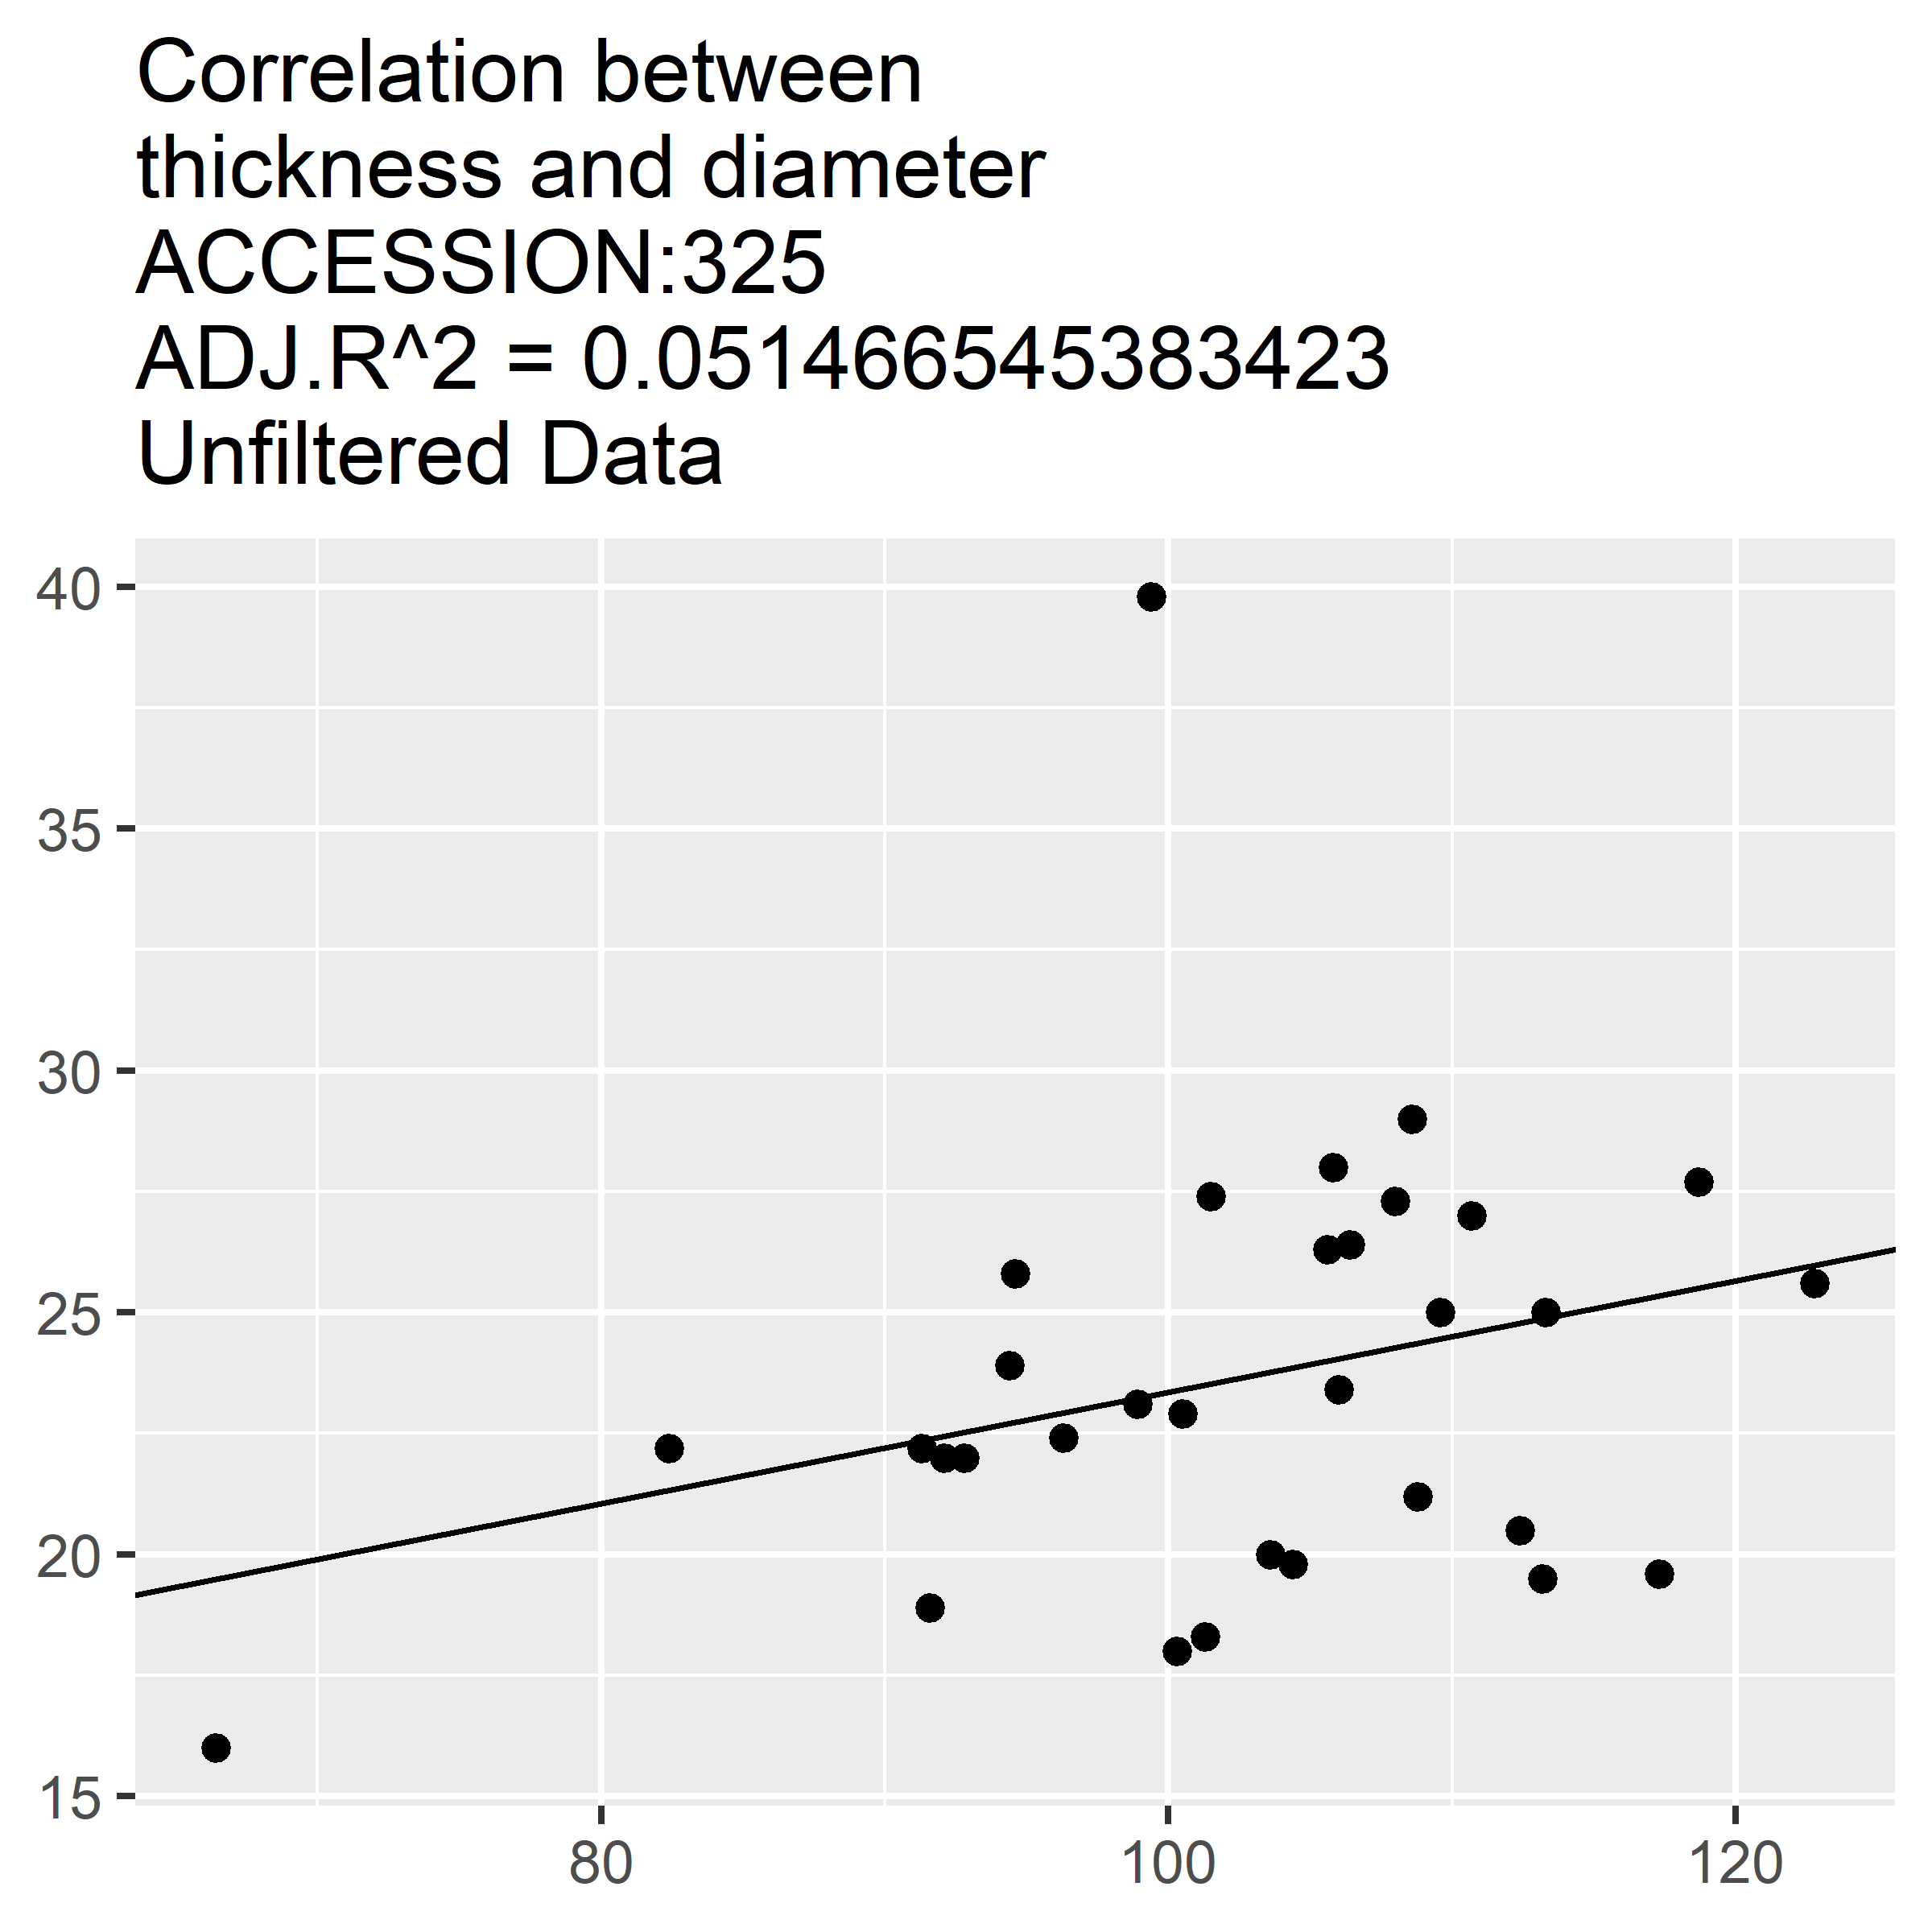 Correlation between
thickness and diameter
ACCESSION:325
ADJ.R^2 = 0.051466545383423
Unfiltered Data
40
35
30
25
20
15
80 100 120